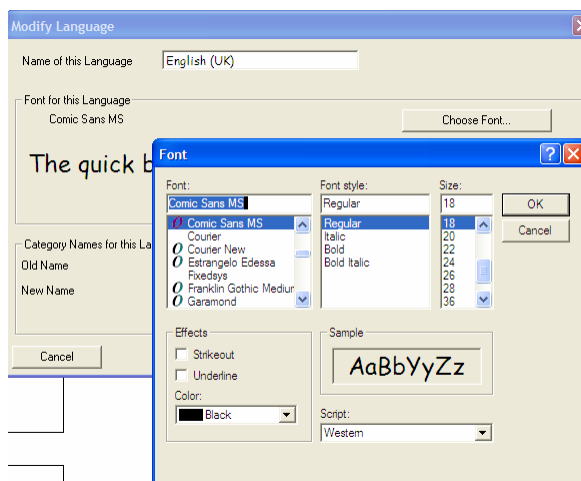 Modify Language
Name of this Language English (UK)
Font for this Language
Comic Sans MS
Choose Font...
The quick b
Font
Font: Font style: Size:
Comic Sans MS Regular 18
OK
Comic Sans MS Regular 18
Courier Italic 20
Cancel
Courier New Bold 22
Estrangelo Edessa Bold Italic 24
Fixedsys 26
Franklin Gothic Mediur 28
Garamond 36
Category Names for this La
Old Name
New Name
Cancel
Effects
Strikeout
Underline
Color:
Black
Sample
AaBbYyZz
Script:
Western